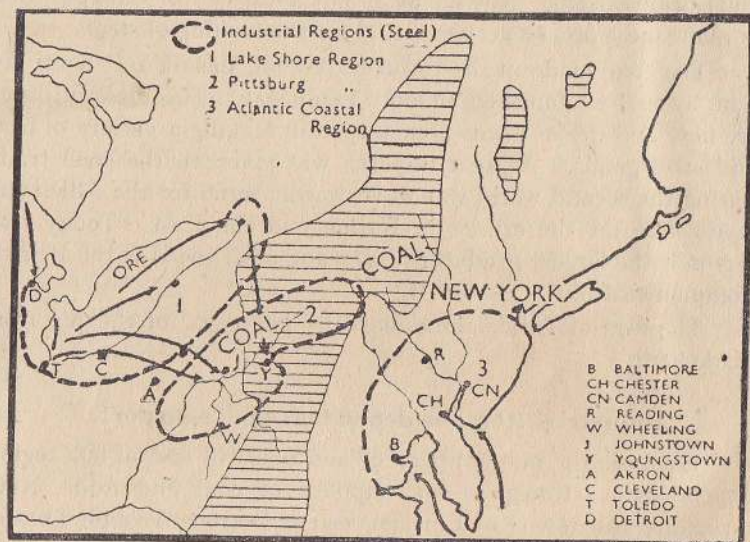 Industrial Regions (Steel)
1 Lake Shore Region
2 Pittsburg ..
3 Atlantic Coastal
Region
ORE
1
COAL
NEW YORK
D
COAL
2
T
C
A
Y
W
R
3
CN
CH
B
B BALTIMORE
CH CHESTER
CN CAMDEN
R READING
W WHEELING
J JOHNSTOWN
Y YOUNGSTOWN
A AKRON
C CLEVELAND
T TOLEDO
D DETROIT